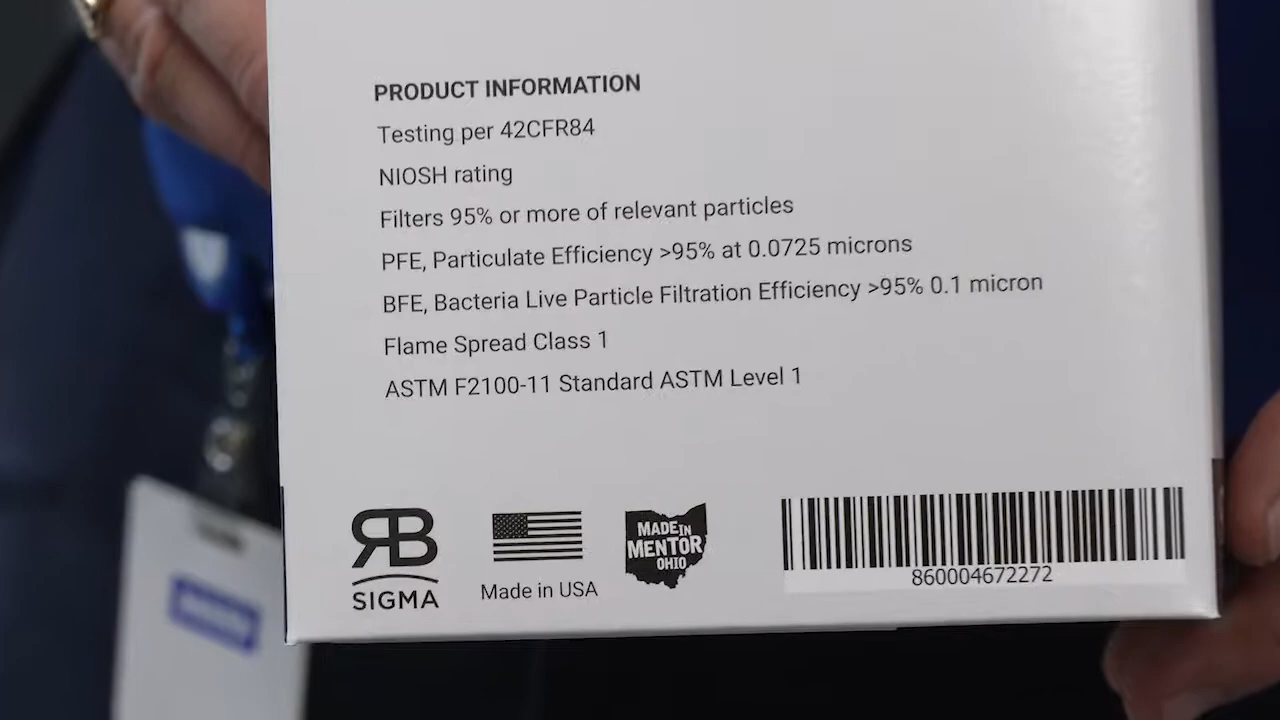 PRODUCT INFORMATION
Testing per 42CFR84
NIOSH rating
Filters 95% or more of relevant particles
PFE, Particulate Efficiency >95% at 0.0725 microns
BFE, Bacteria Live Particle Filtration Efficiency >95% 0.1 micron
Flame Spread Class 1
ASTM F2100-11 Standard ASTM Level 1
RB
SIGMA
Made in USA
MADE IN
MENTOR
OHIO
860004672272